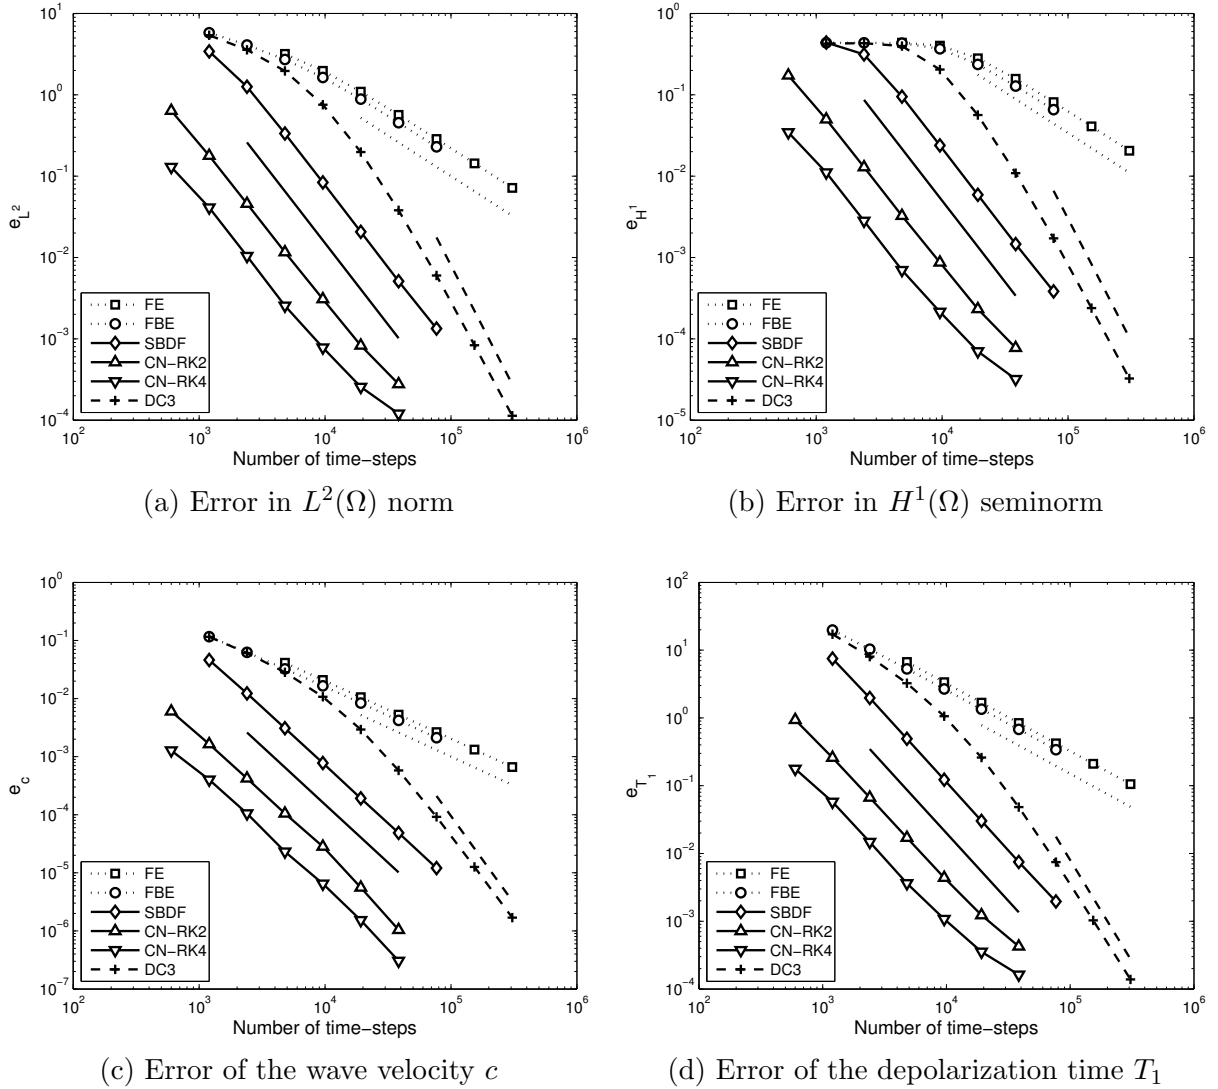 10^1
10^0
10^-1
10^-2
10^-3
10^-4
e_{L^2}
FE
FBE
SBDF
CN-RK2
CN-RK4
DC3
10^2 10^3 10^4 10^5 10^6
Number of time-steps
(a) Error in L^2(Ω) norm
10^1
10^0
10^-1
10^-2
10^-3
10^-4
10^-5
e_{H^1}
FE
FBE
SBDF
CN-RK2
CN-RK4
DC3
10^2 10^3 10^4 10^5 10^6
Number of time-steps
(b) Error in H^1(Ω) seminorm
10^0
10^-1
10^-2
10^-3
10^-4
10^-5
10^-6
10^-7
e_c
FE
FBE
SBDF
CN-RK2
CN-RK4
DC3
10^2 10^3 10^4 10^5 10^6
Number of time-steps
(c) Error of the wave velocity c
10^2
10^1
10^0
10^-1
10^-2
10^-3
10^-4
e_{T_1}
FE
FBE
SBDF
CN-RK2
CN-RK4
DC3
10^2 10^3 10^4 10^5 10^6
Number of time-steps
(d) Error of the depolarization time T_1